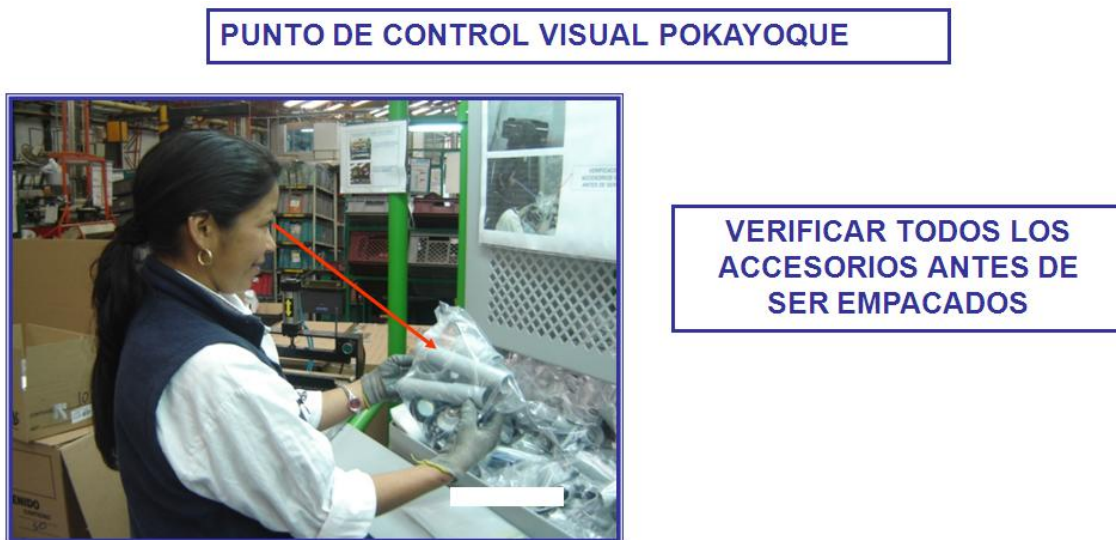 PUNTO DE CONTROL VISUAL POKAYOQUE
VERIFICAR TODOS LOS
ACCESORIOS ANTES DE
SER EMPACADOS